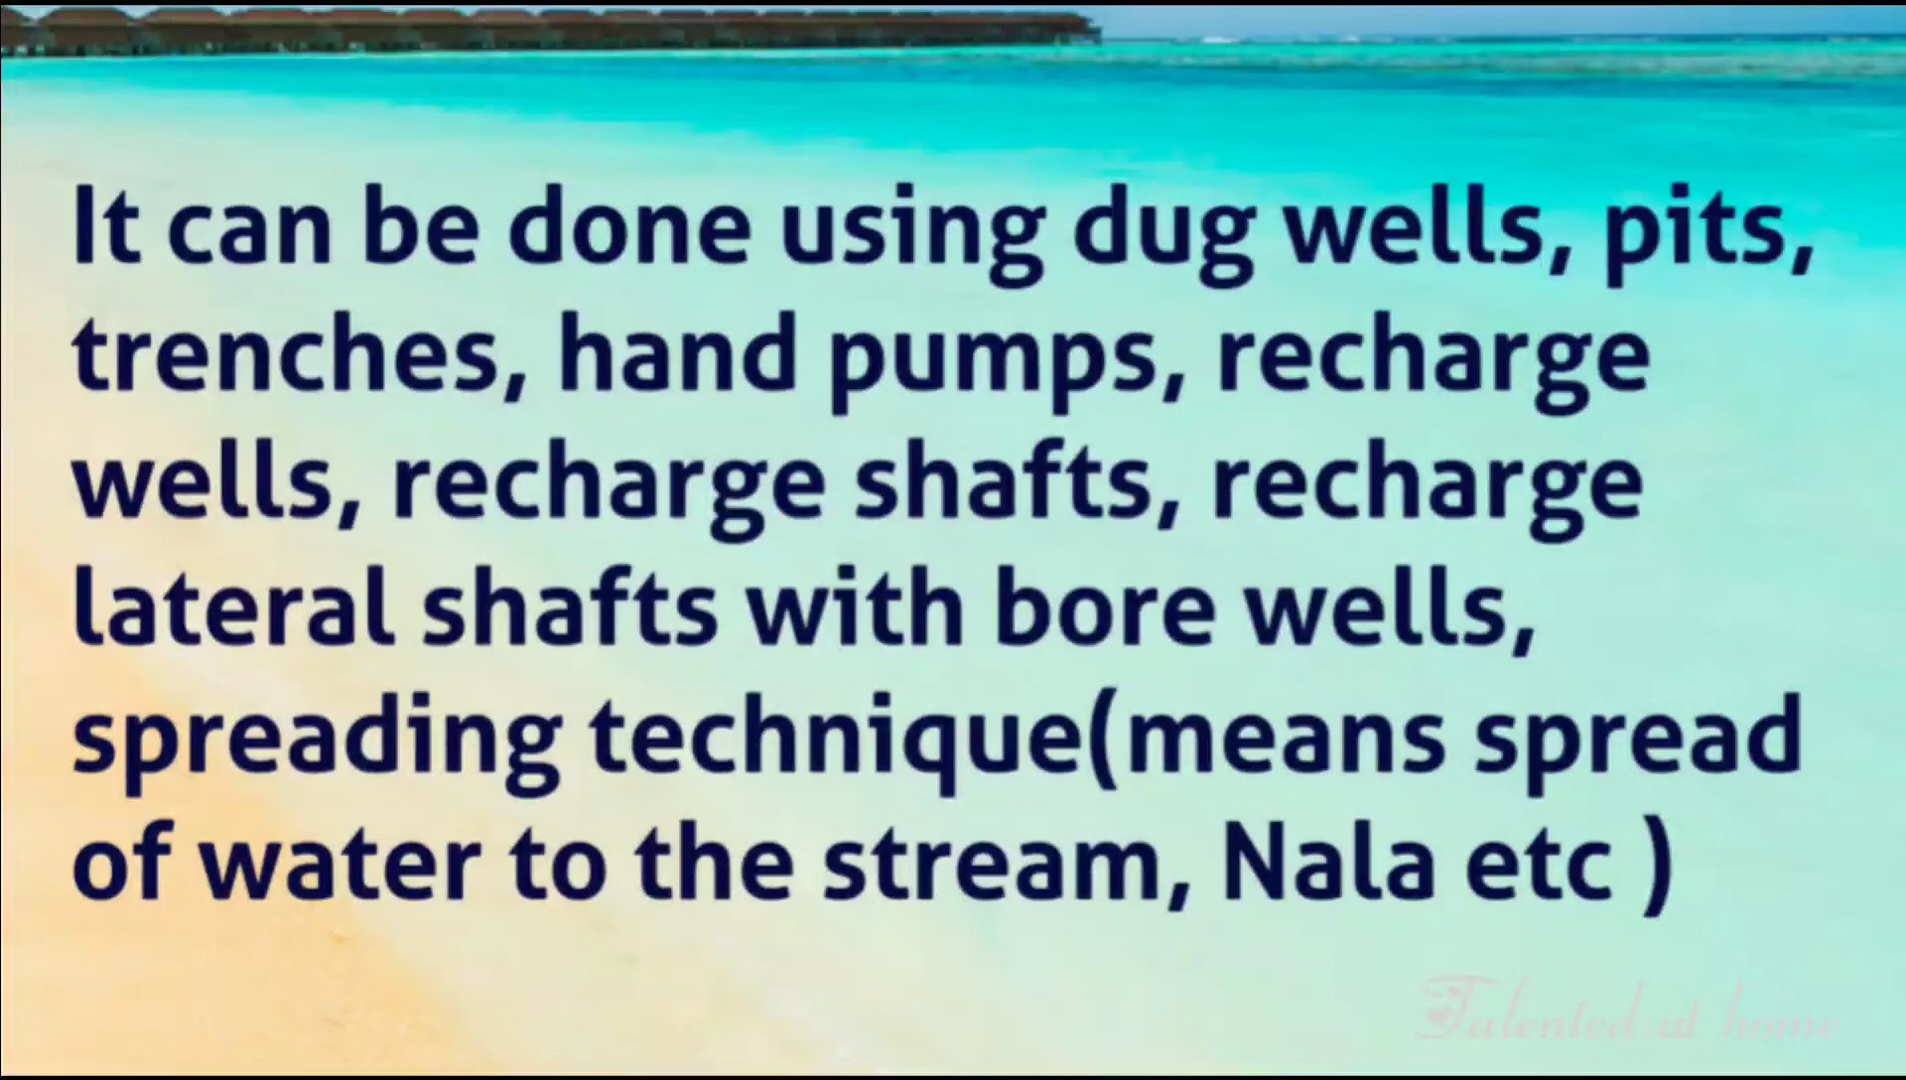 It can be done using dug wells, pits,
trenches, hand pumps, recharge
wells, recharge shafts, recharge
lateral shafts with bore wells,
spreading technique(means spread
of water to the stream, Nala etc )
Talented at home